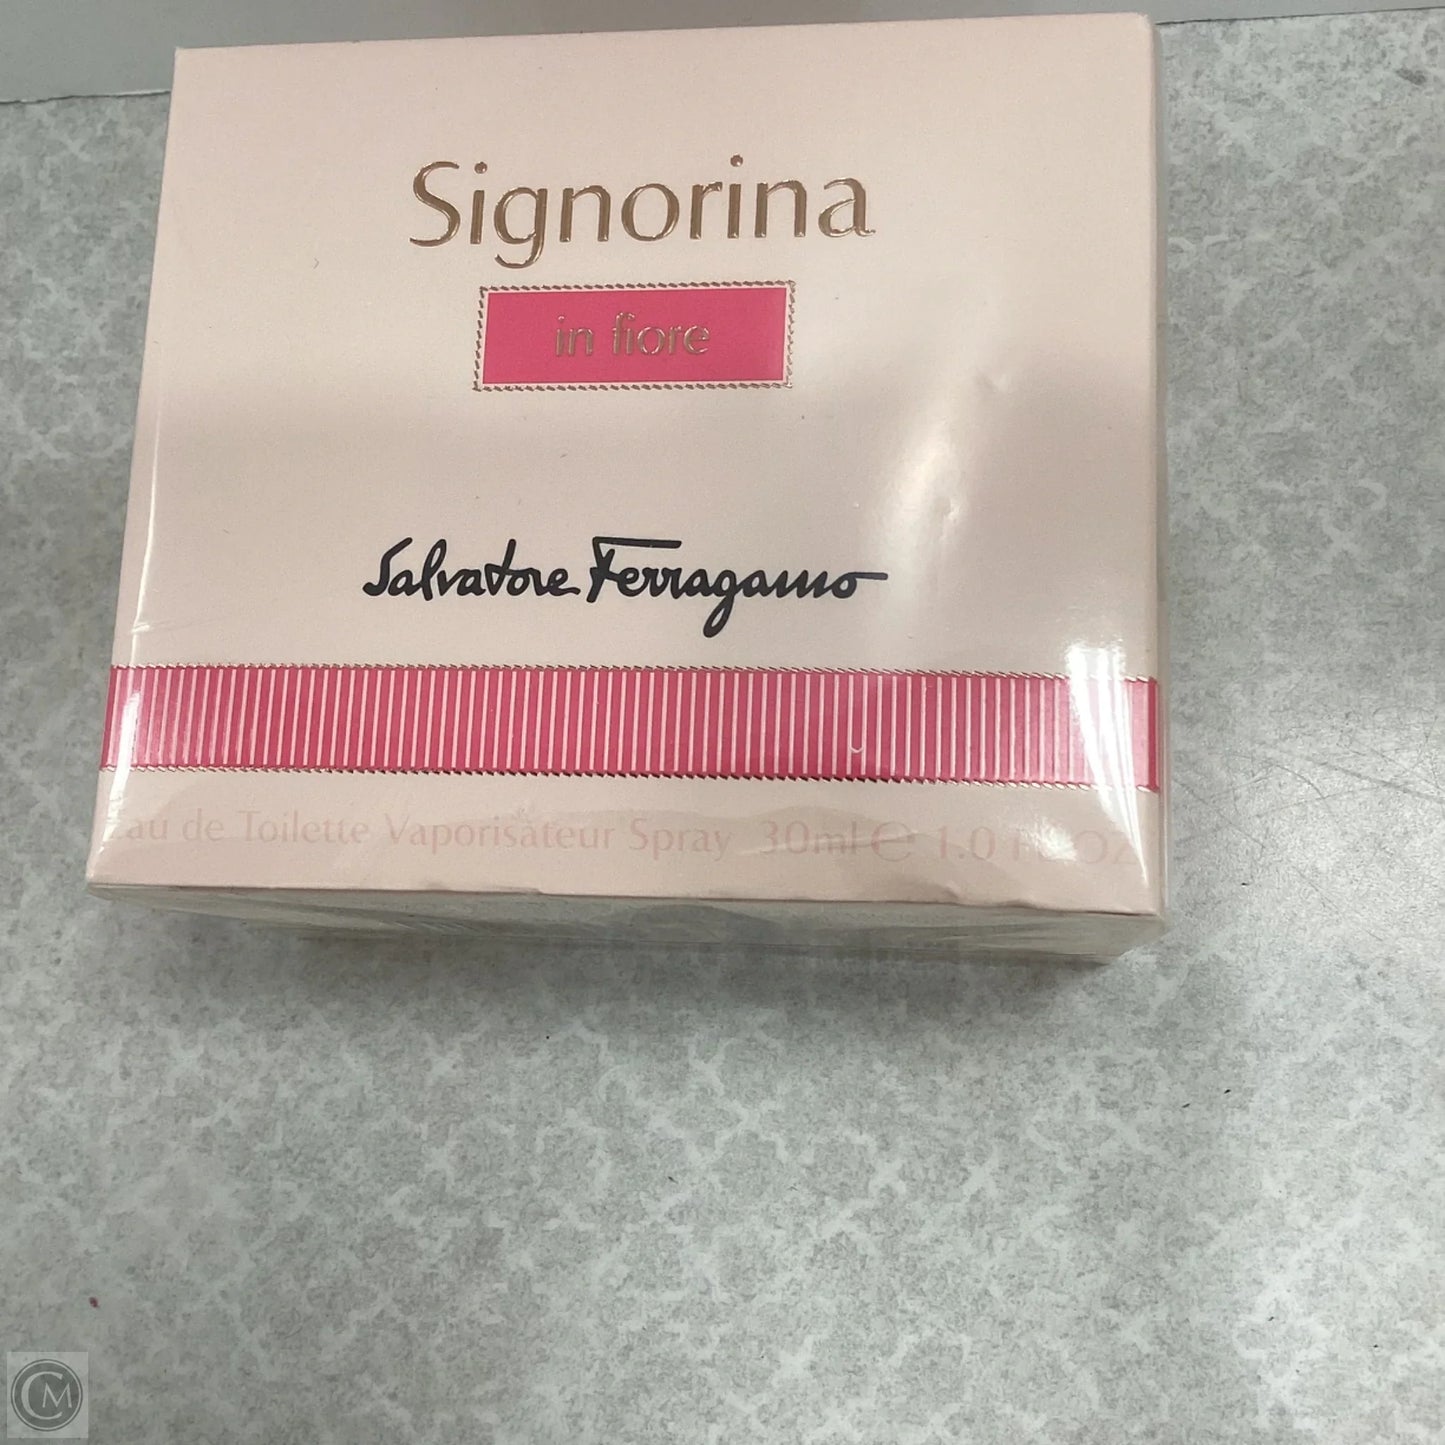 Signorina
in fiore
Salvatore Ferragamo
Eau de Toilette Vaporisateur Spray 30ml ℮ 1.0 FL OZ
CM